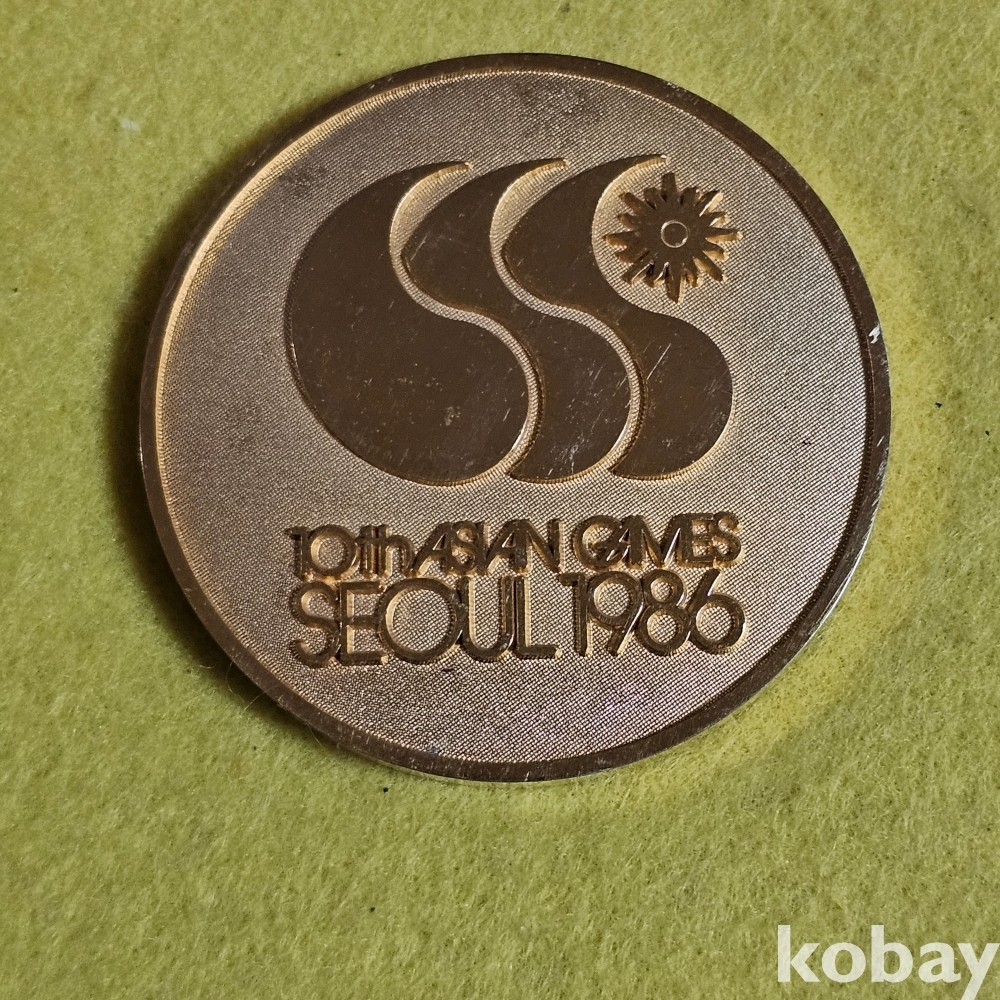 10th ASIAN GAMES
SEOUL 1986
kobay